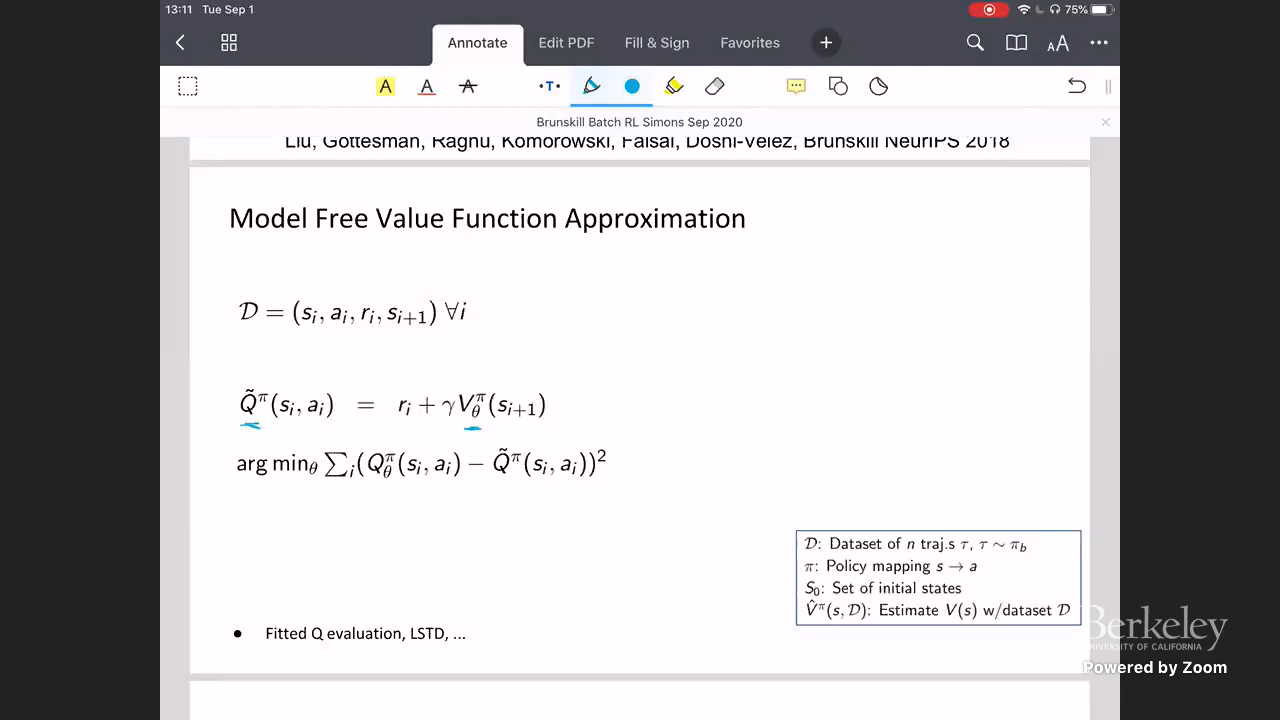 13:11 Tue Sep 1 75%
Annotate Edit PDF Fill & Sign Favorites
A A A T
Brunskill Batch RL Simons Sep 2020
Liu, Gottesman, Raghu, Komorowski, Faisal, Doshi-Velez, Brunskill NeurIPS 2018
Model Free Value Function Approximation
𝒟 = (sᵢ, aᵢ, rᵢ, sᵢ₊₁) ∀i
Q̃^π(sᵢ, aᵢ) = rᵢ + γV_θ^π(sᵢ₊₁)
arg min_θ ∑ᵢ(Q_θ^π(sᵢ, aᵢ) − Q̃^π(sᵢ, aᵢ))²
𝒟: Dataset of n traj.s τ, τ ∼ π_b
π: Policy mapping s → a
S₀: Set of initial states
V̂^π(s, 𝒟): Estimate V(s) w/dataset 𝒟
● Fitted Q evaluation, LSTD, ...
Berkeley
UNIVERSITY OF CALIFORNIA
Powered by Zoom